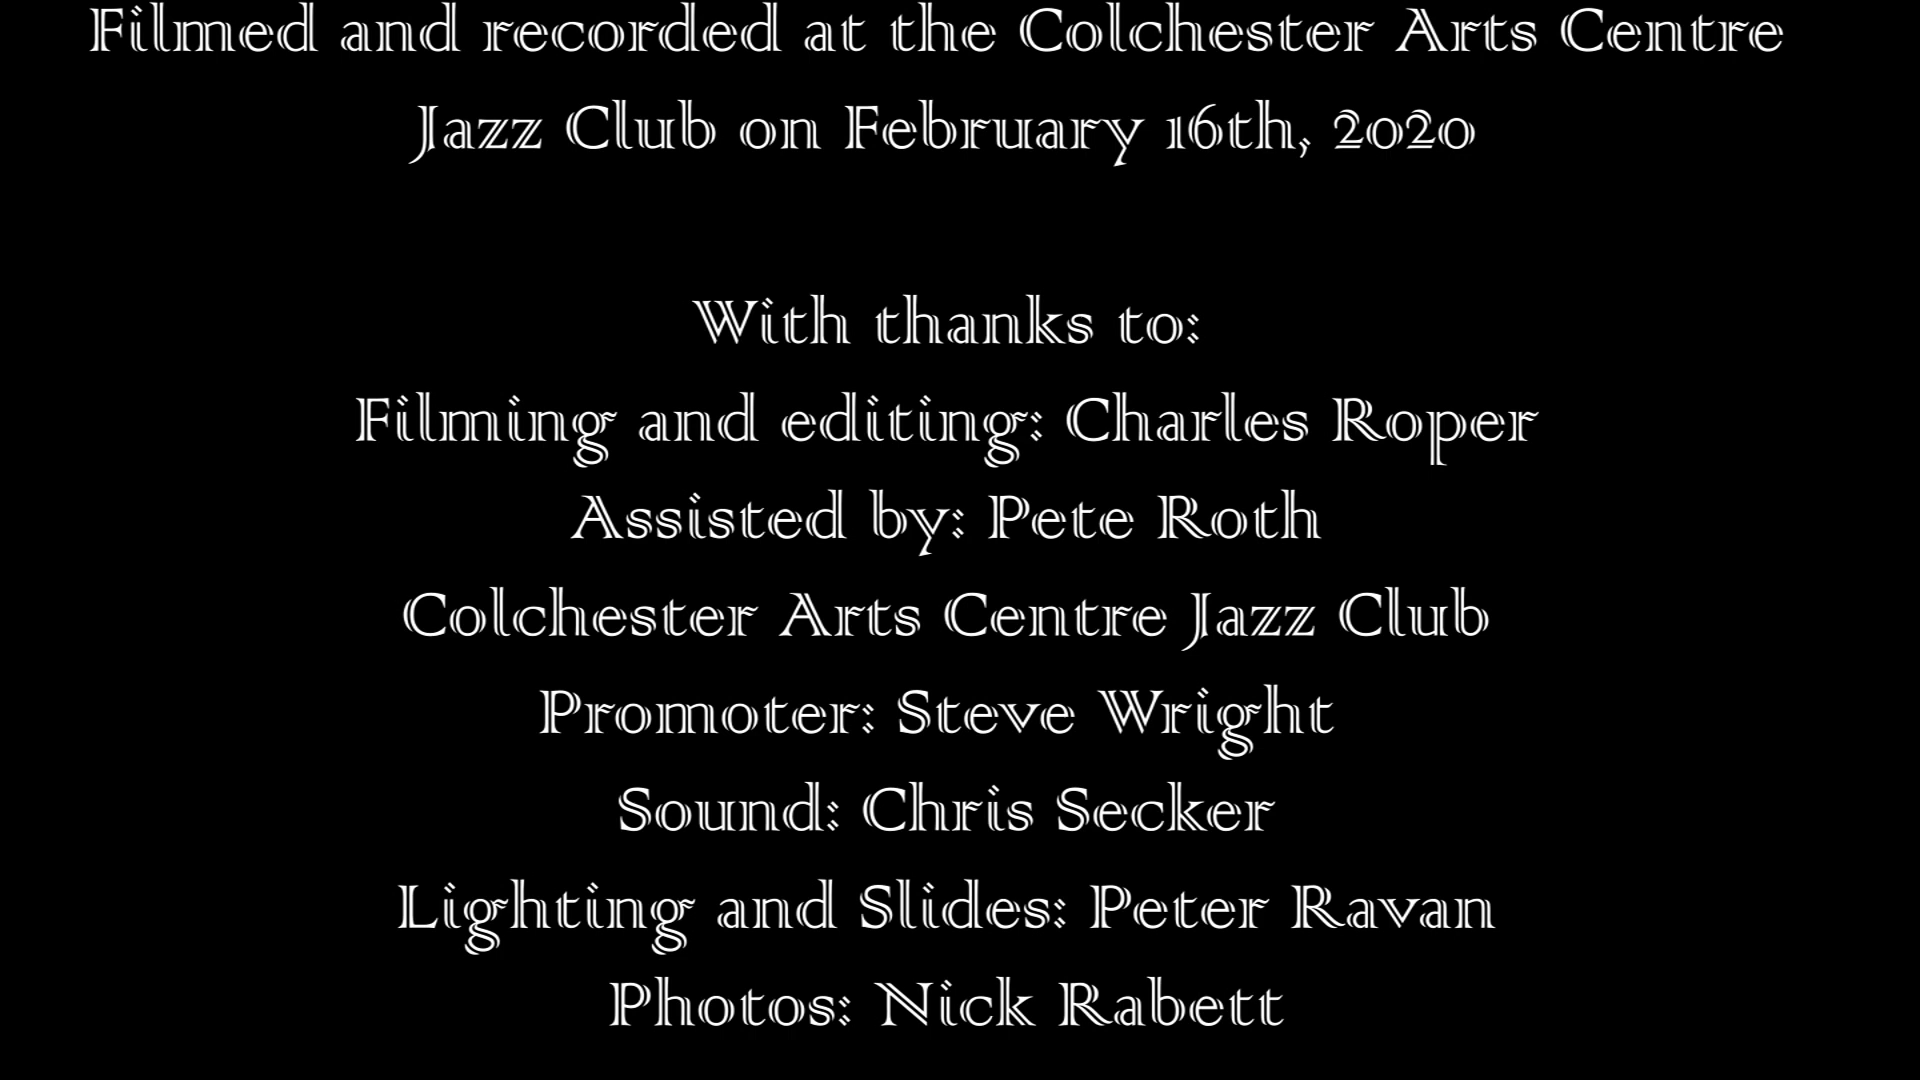 Filmed and recorded at the Colchester Arts Centre
Jazz Club on February 16th, 2020
With thanks to:
Filming and editing: Charles Roper
Assisted by: Pete Roth
Colchester Arts Centre Jazz Club
Promoter: Steve Wright
Sound: Chris Secker
Lighting and Slides: Peter Ravan
Photos: Nick Rabett